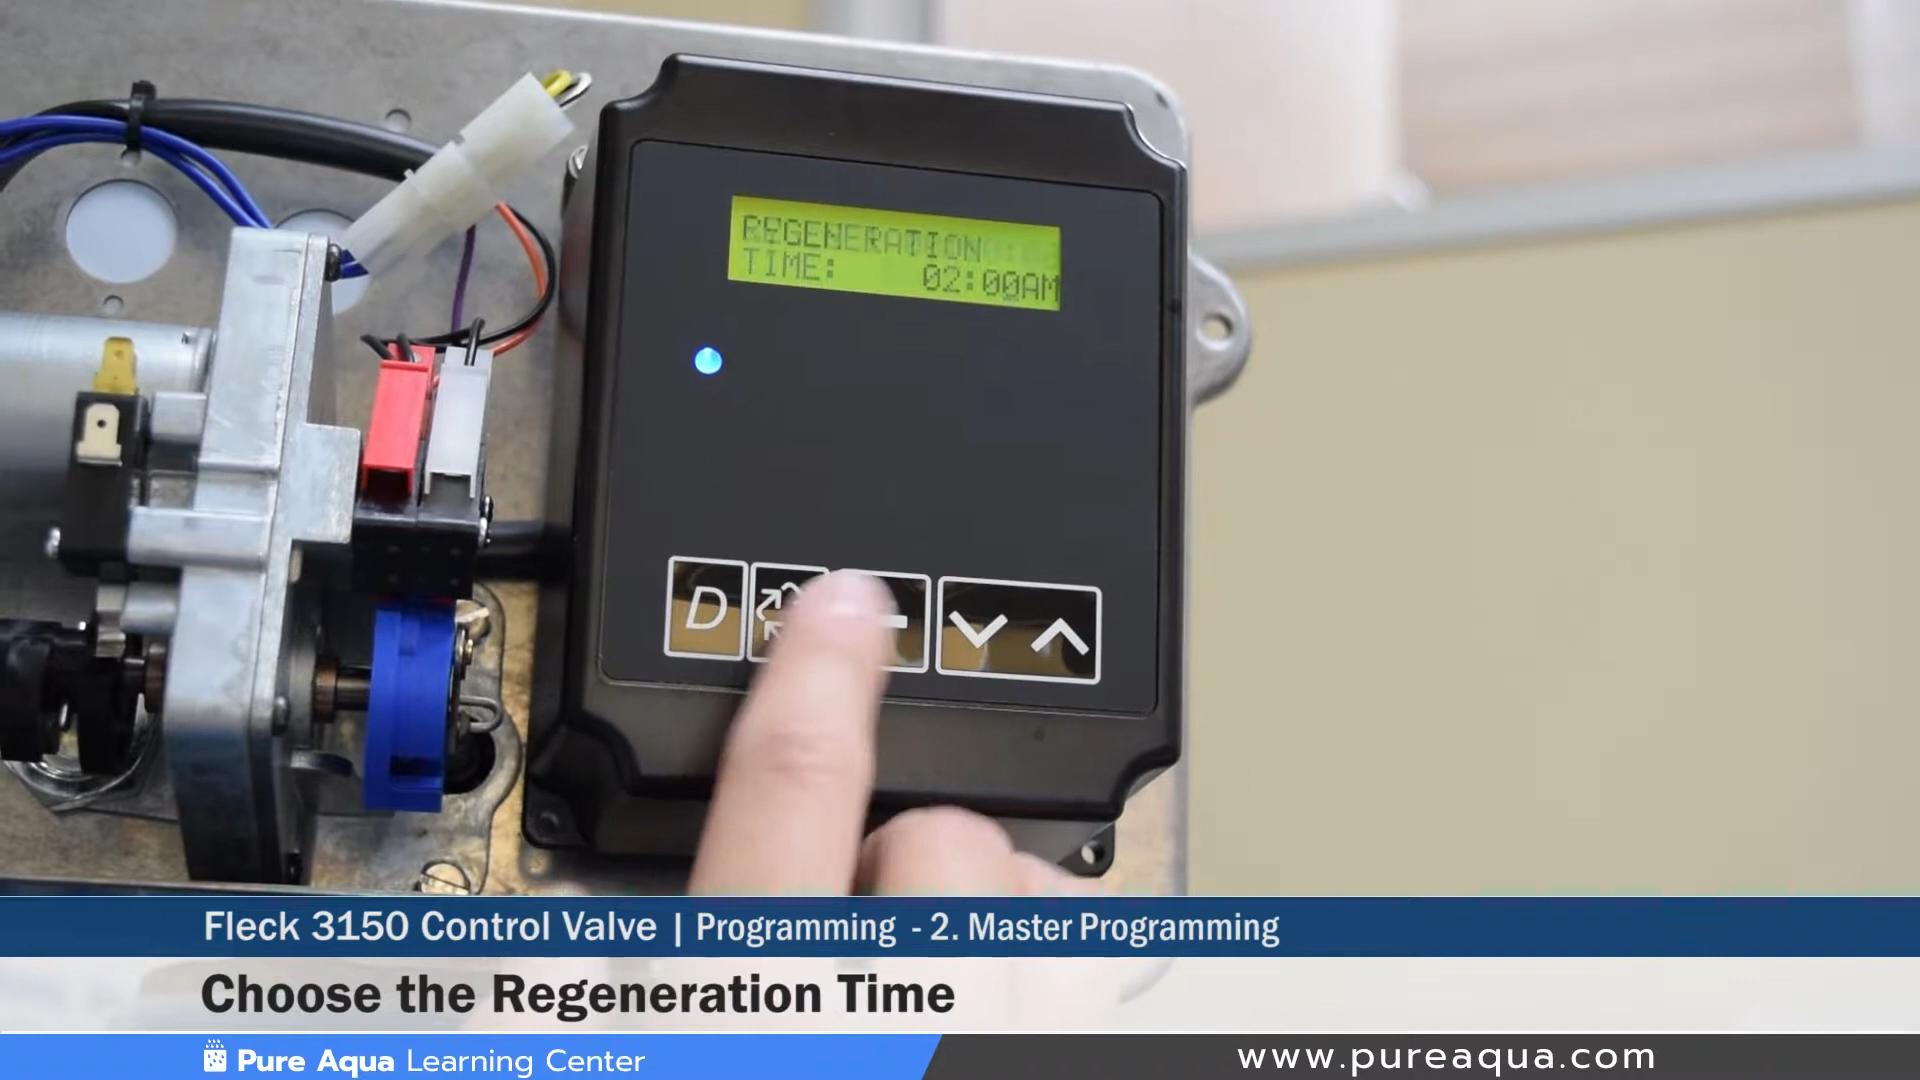 REGENERATION
TIME: 02:00AM
D
Fleck 3150 Control Valve | Programming - 2. Master Programming
Choose the Regeneration Time
Pure Aqua Learning Center
www.pureaqua.com